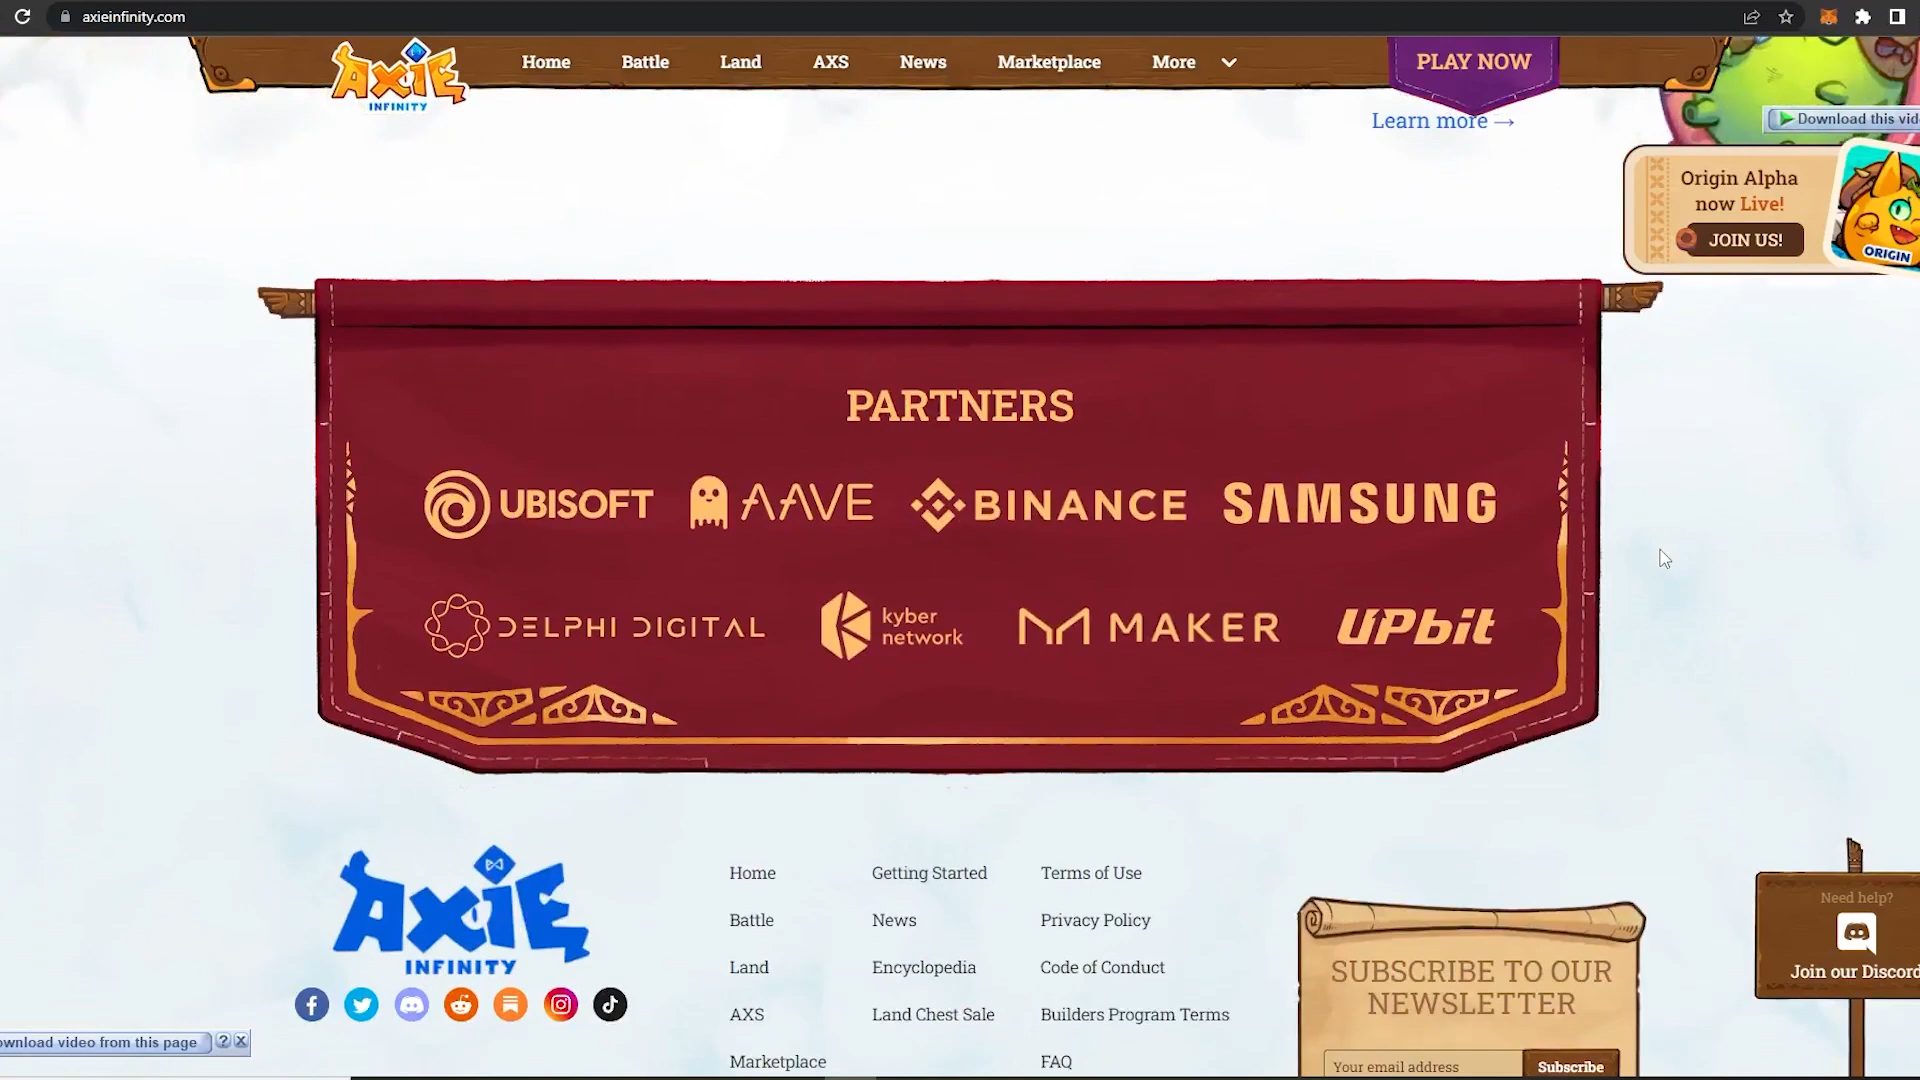 axieinfinity.com
AXIE
INFINITY
Home
Battle
Land
AXS
News
Marketplace
More
PLAY NOW
Learn more →
Download this vid
Origin Alpha
now Live!
JOIN US!
ORIGIN
PARTNERS
UBISOFT
AAVE
BINANCE
SAMSUNG
DELPHI DIGITAL
kyber
network
MAKER
UPbit
AXIE
INFINITY
Home
Battle
Land
AXS
Marketplace
Getting Started
News
Encyclopedia
Land Chest Sale
Terms of Use
Privacy Policy
Code of Conduct
Builders Program Terms
FAQ
SUBSCRIBE TO OUR
NEWSLETTER
Your email address
Subscribe
Need help?
Join our Discord
ownload video from this page
?
X